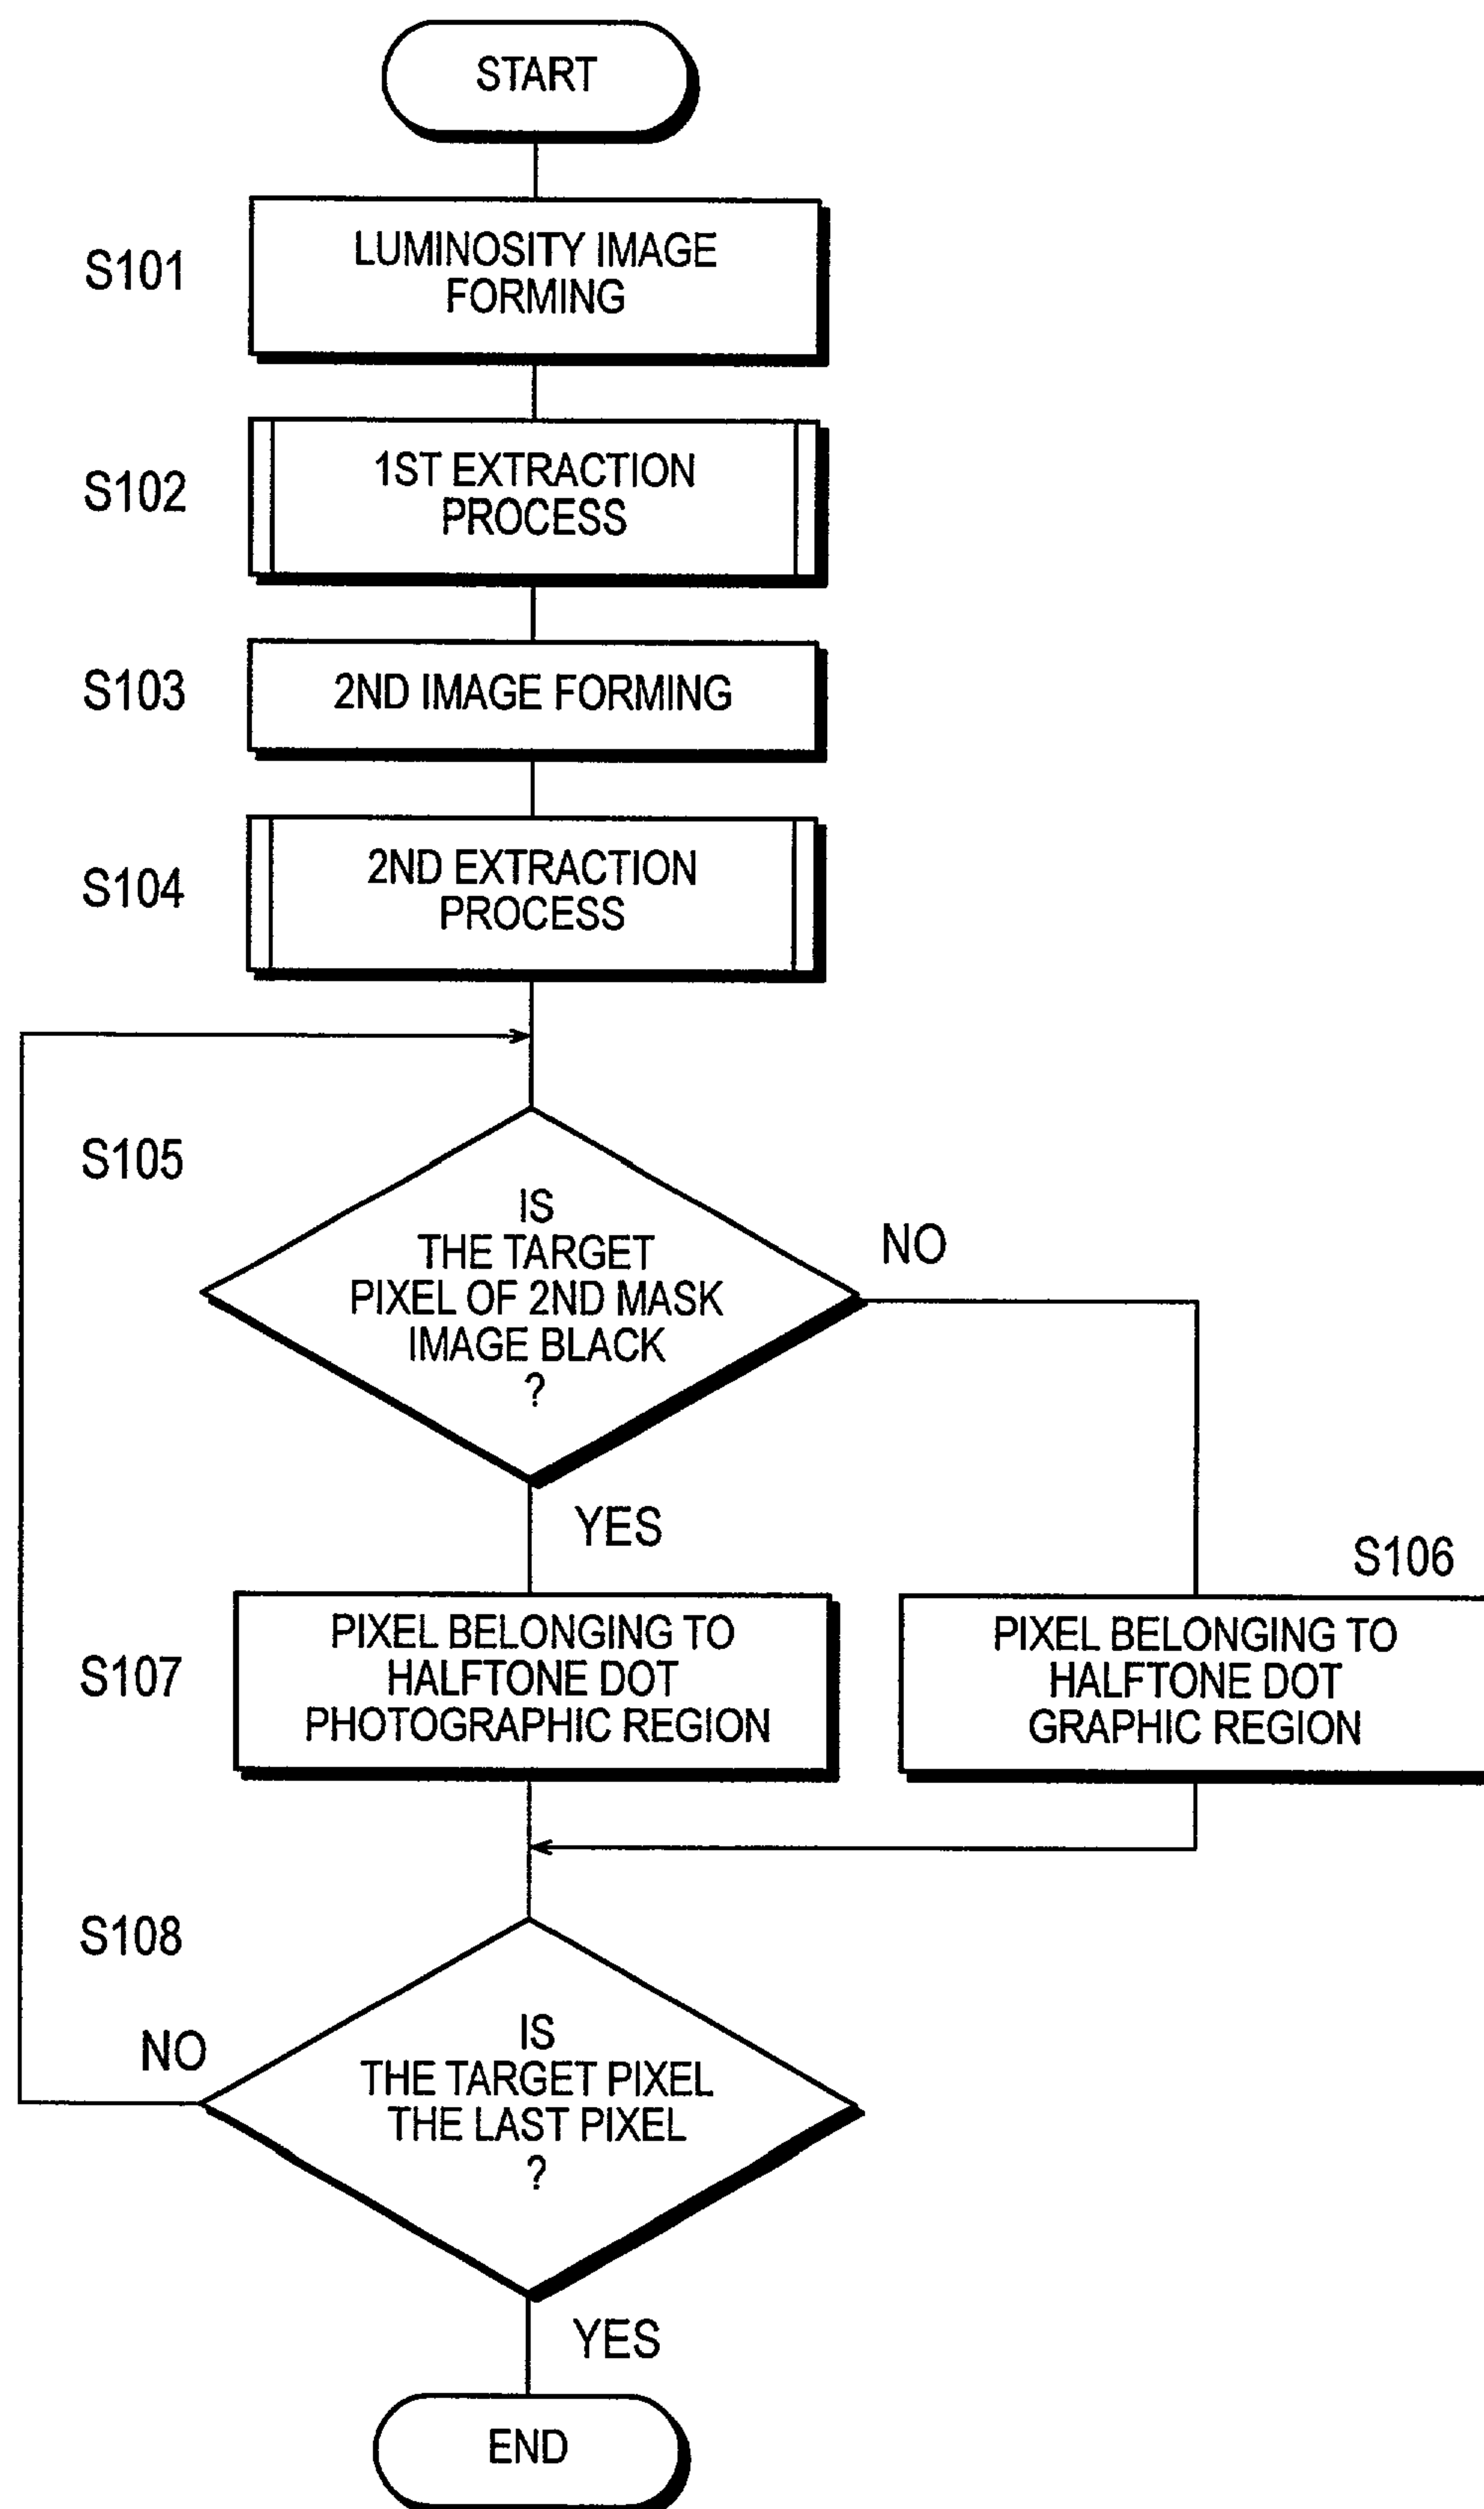 START
S101
LUMINOSITY IMAGE
FORMING
S102
1ST EXTRACTION
PROCESS
S103
2ND IMAGE FORMING
S104
2ND EXTRACTION
PROCESS
S105
IS
THE TARGET
PIXEL OF 2ND MASK
IMAGE BLACK
?
NO
YES
S106
S107
PIXEL BELONGING TO
HALFTONE DOT
PHOTOGRAPHIC REGION
PIXEL BELONGING TO
HALFTONE DOT
GRAPHIC REGION
S108
IS
THE TARGET PIXEL
THE LAST PIXEL
?
NO
YES
END